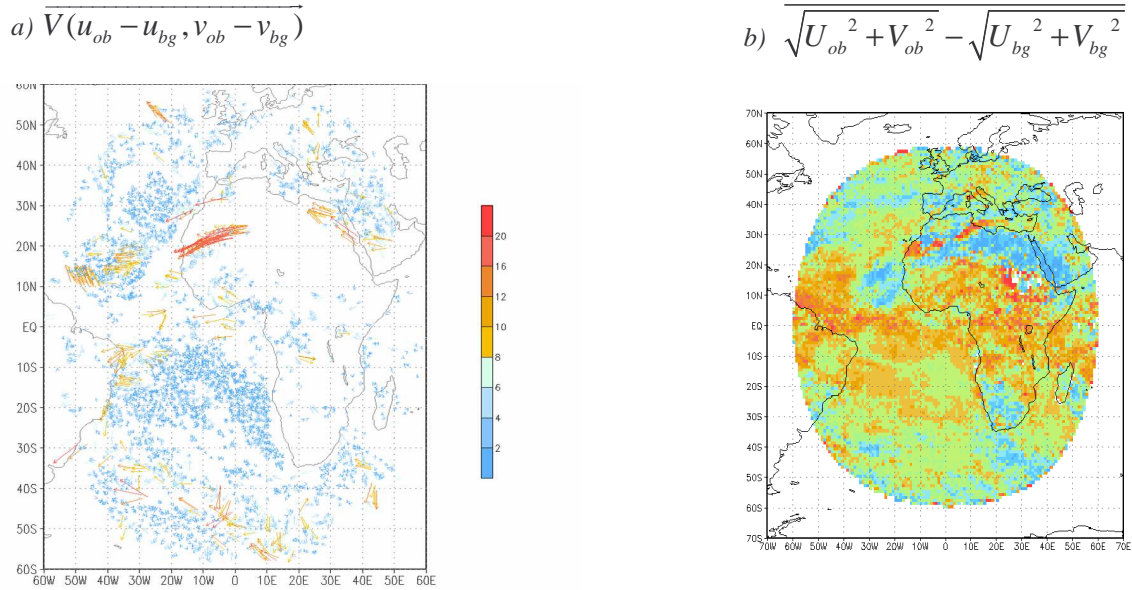 a) V(u_ob − u_bg, v_ob − v_bg)
b) √(U_ob² + V_ob²) − √(U_bg² + V_bg²)
60N
50N
40N
30N
20N
10N
EQ
10S
20S
30S
40S
50S
60S
60W 50W 40W 30W 20W 10W 0 10E 20E 30E 40E 50E 60E
20
16
12
10
8
6
4
2
70N
60N
50N
40N
30N
20N
10N
EQ
10S
20S
30S
40S
50S
60S
70S
70W 60W 50W 40W 30W 20W 10W 0 10E 20E 30E 40E 50E 60E 70E